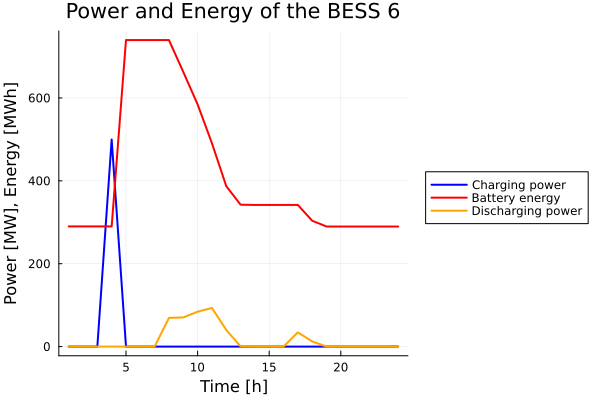 Power and Energy of the BESS 6
Power [MW], Energy [MWh]
600
400
200
0
5
10
15
20
Time [h]
Charging power
Battery energy
Discharging power